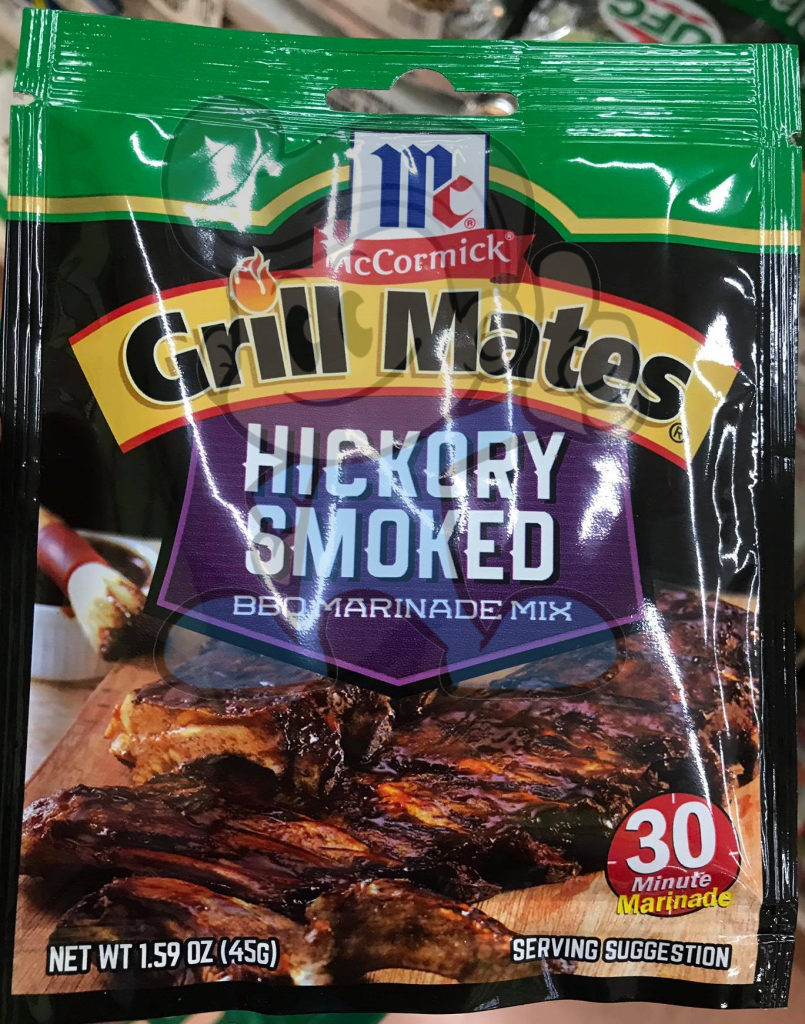 UFC
Mc®
McCormick®
Grill Mates®
HICKORY
SMOKED
BBQ MARINADE MIX
30
Minute
Marinade
NET WT 1.59 OZ (45G)
SERVING SUGGESTION